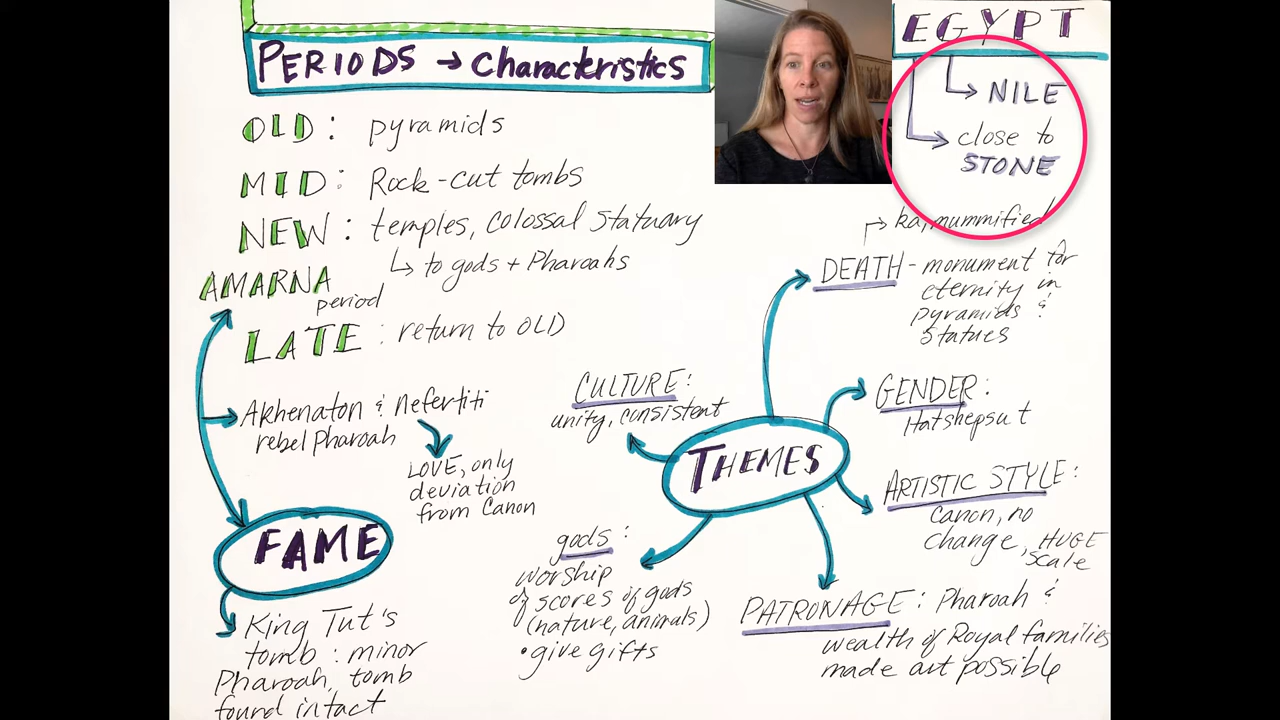 EGYPT
NILE
close to
STONE
PERIODS → Characteristics
OLD: pyramids
MID: Rock-cut tombs
NEW: temples, colossal statuary
↳ to gods + Pharoahs
AMARNA
period
LATE: return to OLD
Akhenaton & Nefertiti
rebel Pharoah
LOVE, only
deviation
from Canon
FAME
King Tut's
tomb: minor
Pharoah, tomb
found intact
THEMES
CULTURE:
unity, consistent
ka, mummified
DEATH - monument for
eternity in
pyramids &
statues
GENDER:
Hatshepsut
ARTISTIC STYLE:
canon, no
change, HUGE
scale
PATRONAGE: Pharoah &
wealth of Royal families
made art possible
gods:
worship
of scores of gods
(nature, animals)
• give gifts